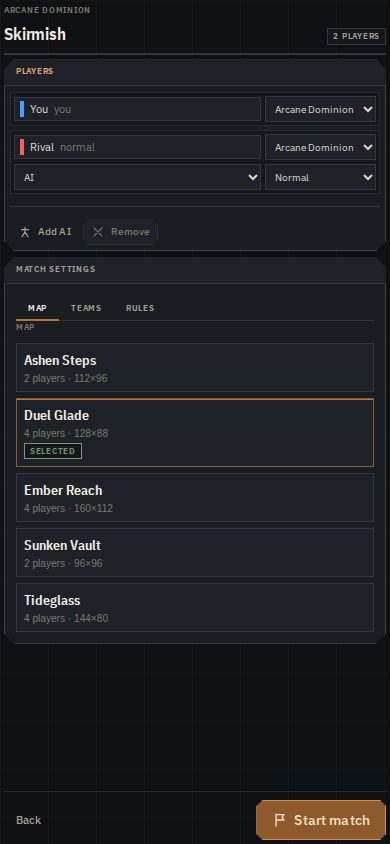 ARCANE DOMINION
Skirmish
2 PLAYERS
PLAYERS
You you
Arcane Dominion
Rival normal
Arcane Dominion
AI
Normal
Add AI
Remove
MATCH SETTINGS
MAP TEAMS RULES
MAP
Ashen Steps
2 players · 112×96
Duel Glade
4 players · 128×88
SELECTED
Ember Reach
4 players · 160×112
Sunken Vault
2 players · 96×96
Tideglass
4 players · 144×80
Back
Start match